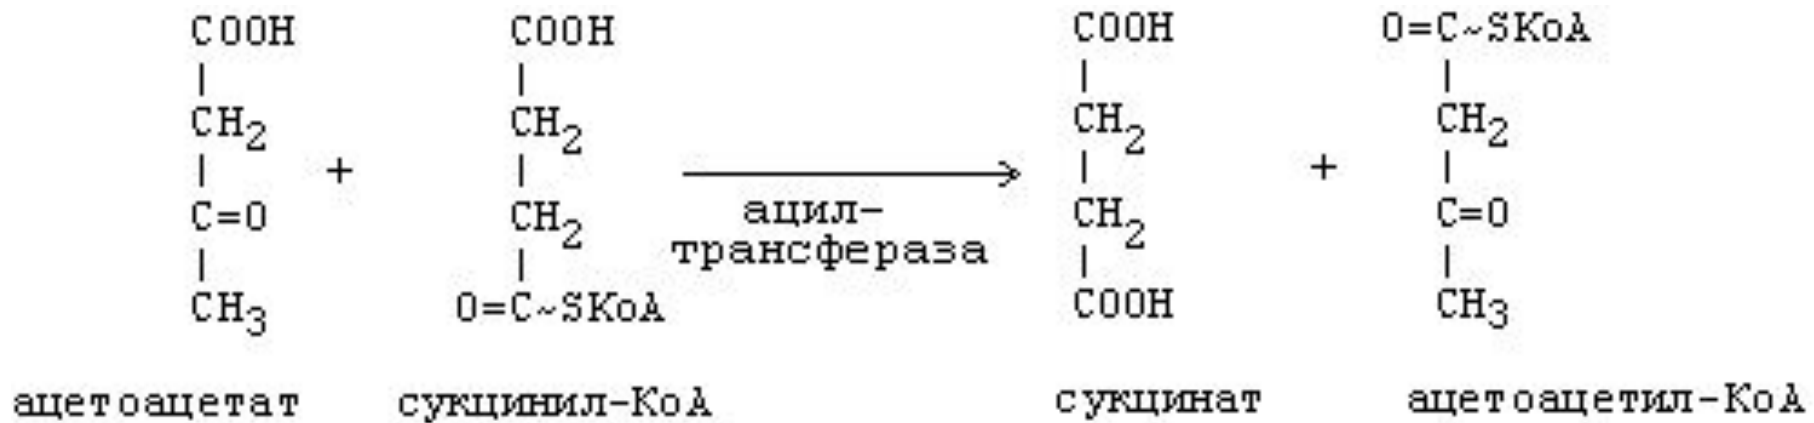 COOH COOH COOH O=C~SKoA
| | | |
CH2 CH2 CH2 CH2
| + | | + |
C=O CH2 CH2 C=O
ацил-
трансфераза
| | | |
CH3 O=C~SKoA COOH CH3
ацетоацетат сукцинил-КоА сукцинат ацетоацетил-КоА